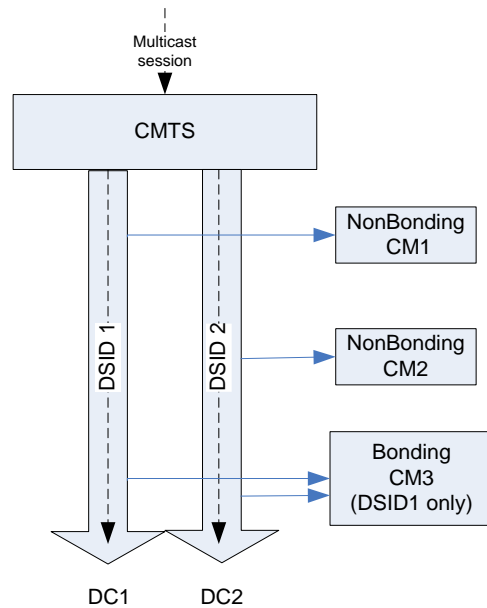 Multicast
session
CMTS
NonBonding
CM1
DSID 1
DSID 2
NonBonding
CM2
Bonding
CM3
(DSID1 only)
DC1
DC2